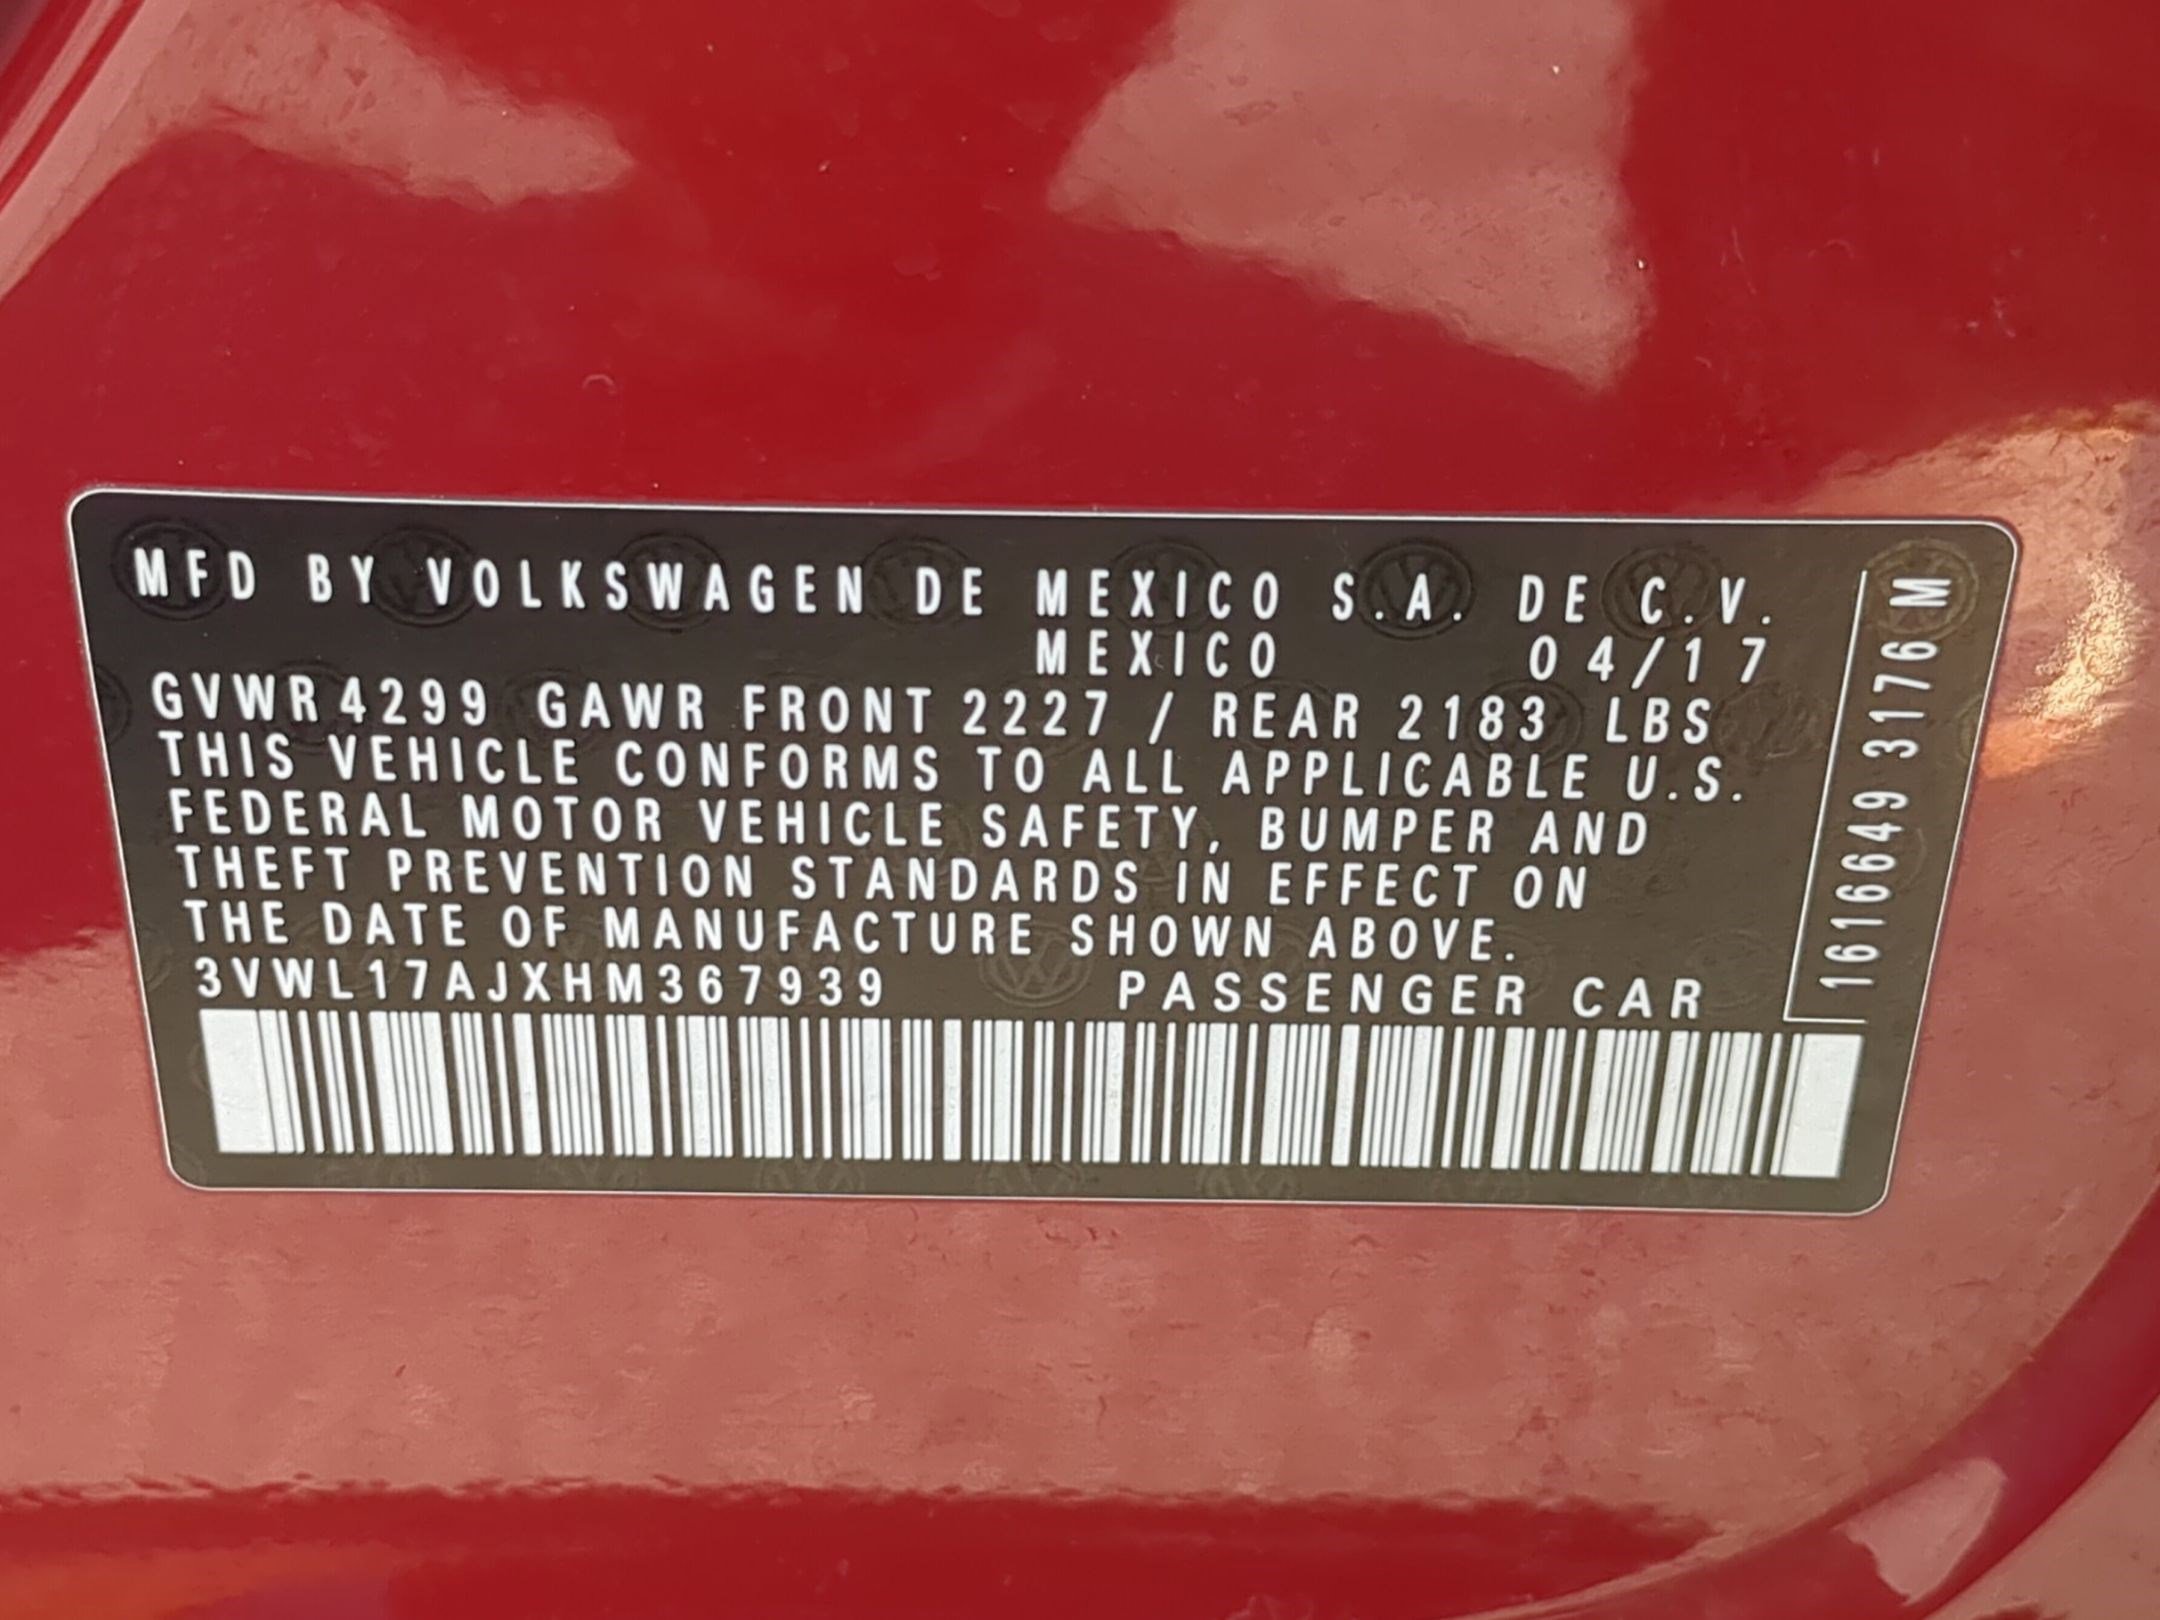 MFD BY VOLKSWAGEN DE MEXICO S.A. DE C.V.
MEXICO 04/17
GVWR 4299 GAWR FRONT 2227 / REAR 2183 LBS
THIS VEHICLE CONFORMS TO ALL APPLICABLE U.S.
FEDERAL MOTOR VEHICLE SAFETY, BUMPER AND
THEFT PREVENTION STANDARDS IN EFFECT ON
THE DATE OF MANUFACTURE SHOWN ABOVE.
3VWL17AJXHM367939 PASSENGER CAR
161649 3176 M